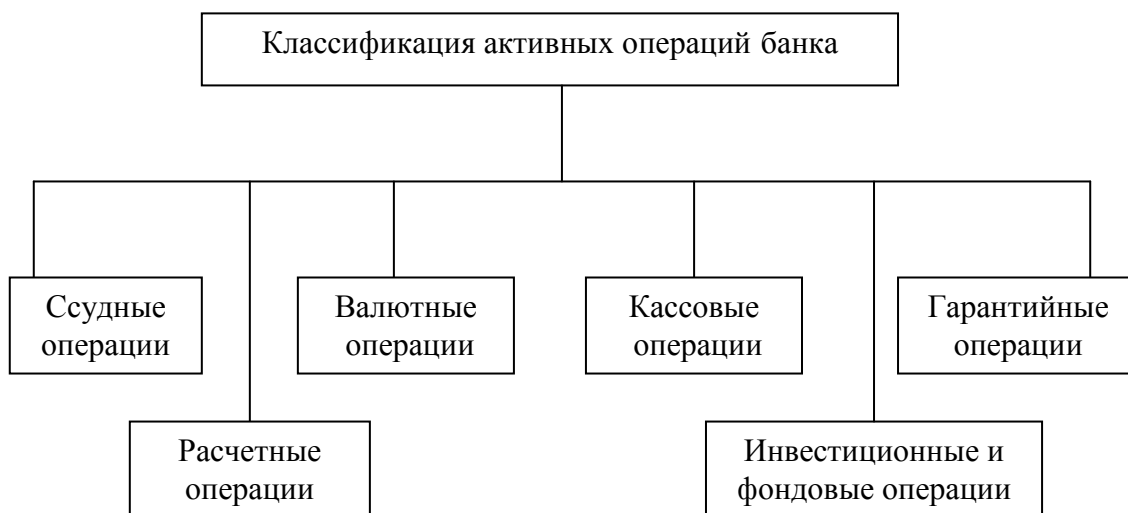 Классификация активных операций банка
Ссудные
операции
Валютные
операции
Кассовые
операции
Гарантийные
операции
Расчетные
операции
Инвестиционные и
фондовые операции